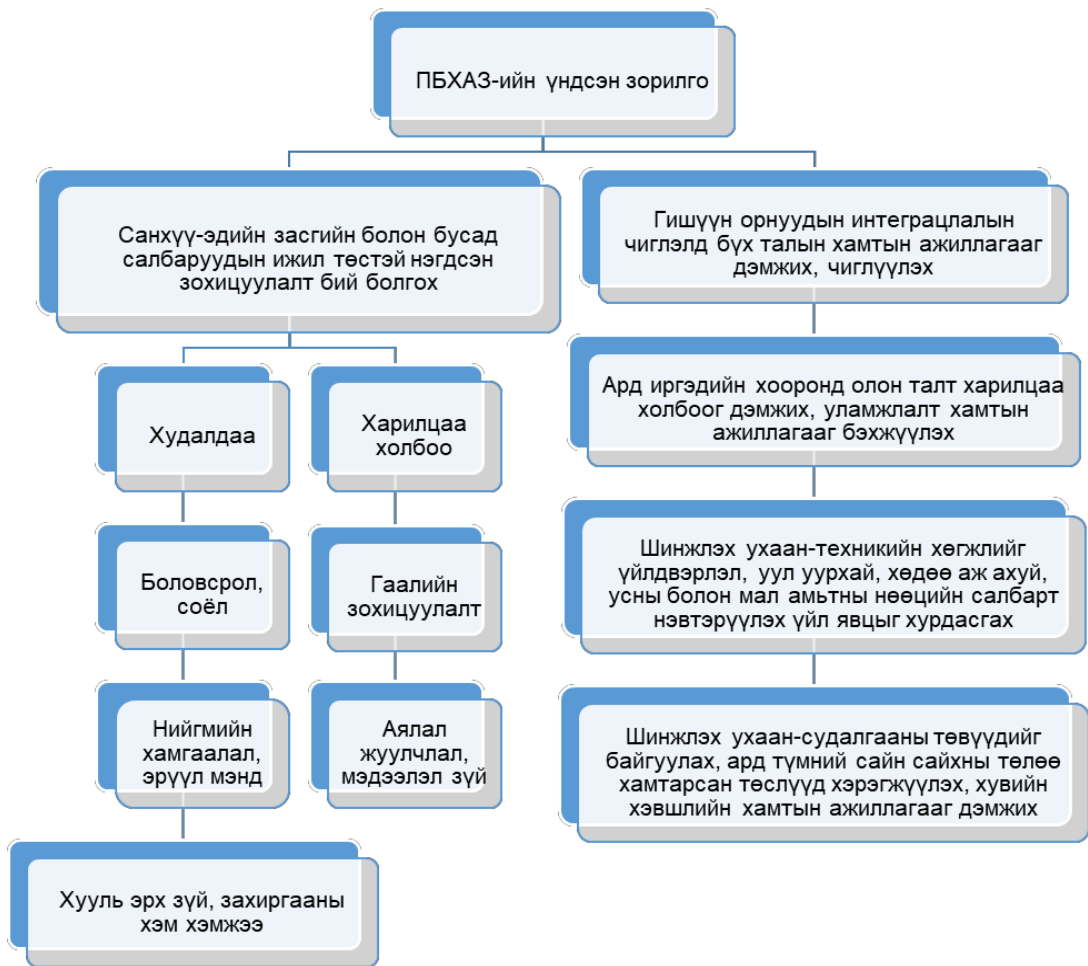 ПБХАЗ-ийн үндсэн зорилго
Санхүү-эдийн засгийн болон бусад
салбаруудын ижил төстэй нэгдсэн
зохицуулалт бий болгох
Худалдаа
Боловсрол,
соёл
Нийгмийн
хамгаалал,
эрүүл мэнд
Хууль эрх зүй, захиргааны
хэм хэмжээ
Харилцаа
холбоо
Гаалийн
зохицуулалт
Аялал
жуулчлал,
мэдээлэл зүй
Гишүүн орнуудын интеграцлалын
чиглэлд бүх талын хамтын ажиллагааг
дэмжих, чиглүүлэх
Ард иргэдийн хооронд олон талт харилцаа
холбоог дэмжих, уламжлалт хамтын
ажиллагааг бэхжүүлэх
Шинжлэх ухаан-техникийн хөгжлийг
үйлдвэрлэл, уул уурхай, хөдөө аж ахуй,
усны болон мал амьтны нөөцийн салбарт
нэвтэрүүлэх үйл явцыг хурдасгах
Шинжлэх ухаан-судалгааны төвүүдийг
байгуулах, ард түмний сайн сайхны төлөө
хамтарсан төслүүд хэрэгжүүлэх, хувийн
хэвшлийн хамтын ажиллагааг дэмжих